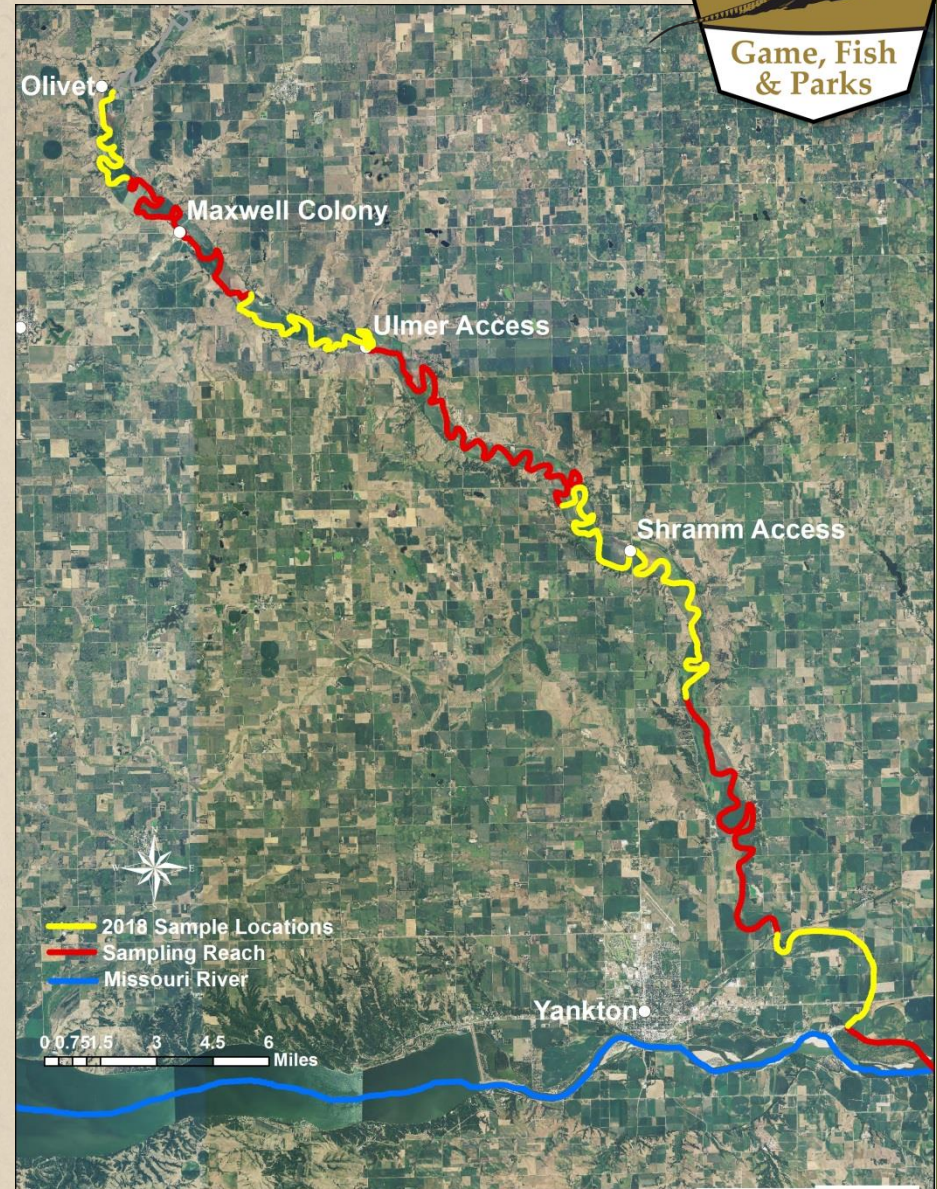 Game, Fish
& Parks
Olivet
Maxwell Colony
Ulmer Access
Shramm Access
2018 Sample Locations
Sampling Reach
Missouri River
Yankton
0 0.75 1.5 3 4.5 6
Miles